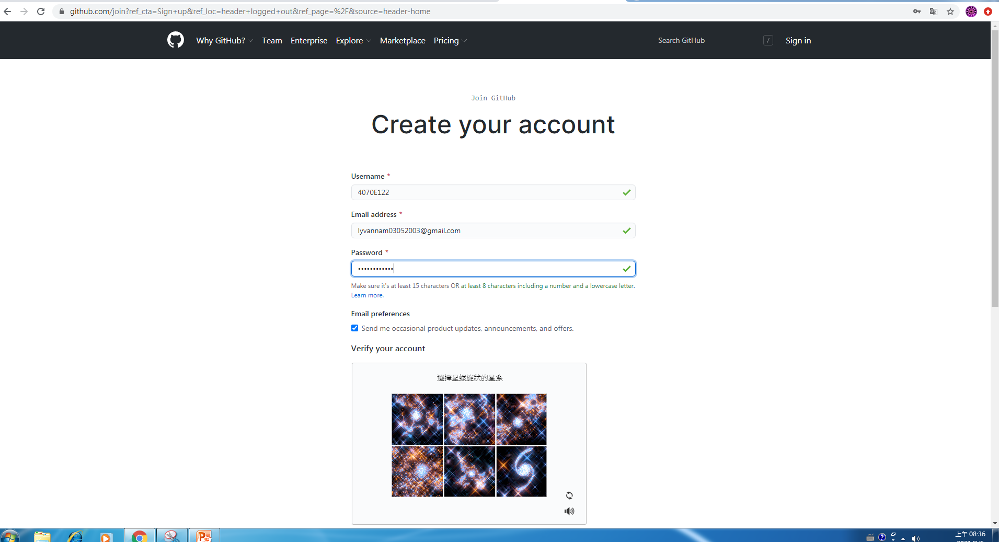 github.com/join?ref_cta=Sign+up&ref_loc=header+logged+out&ref_page=%2F&source=header-home
Why GitHub? Team Enterprise Explore Marketplace Pricing Search GitHub / Sign in
Join GitHub
Create your account
Username *
4070E122
Email address *
lyvannam03052003@gmail.com
Password *
••••••••••••
Make sure it's at least 15 characters OR at least 8 characters including a number and a lowercase letter.
Learn more.
Email preferences
Send me occasional product updates, announcements, and offers.
Verify your account
選擇呈螺旋狀的星系
上午 08:36